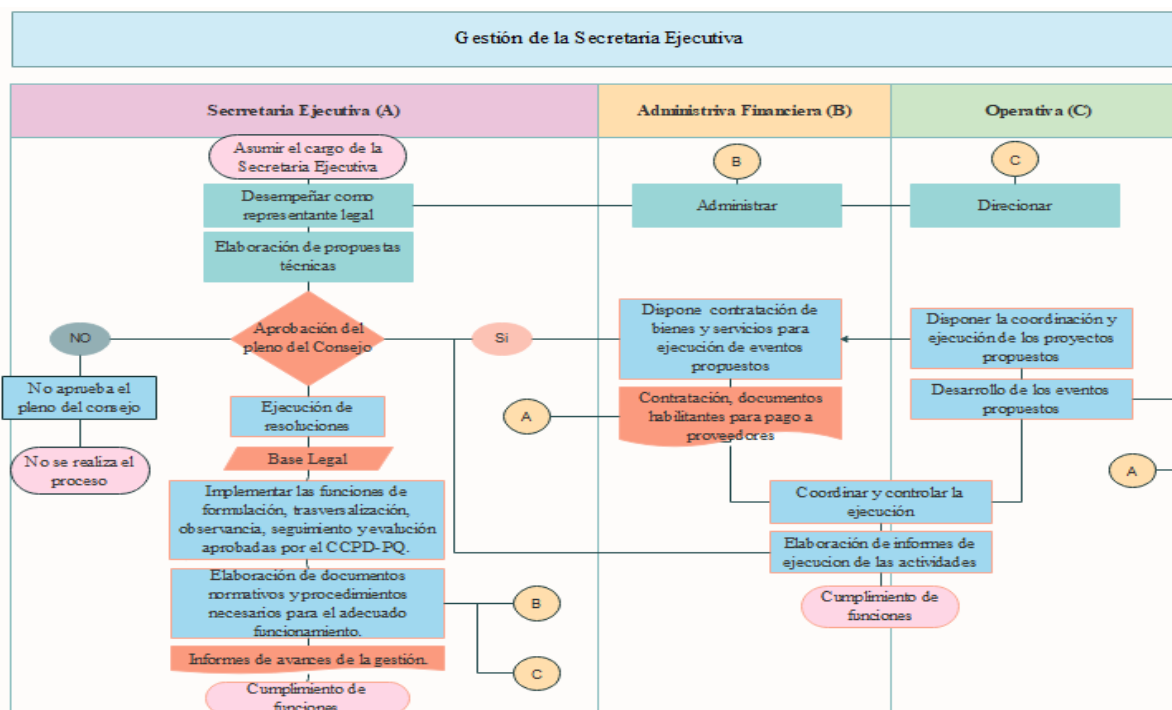 Gestión de la Secretaria Ejecutiva
Secrretaria Ejecutiva (A)
Administriva Financiera (B)
Operativa (C)
Asumir el cargo de la
Secretaria Ejecutiva
Desempeñar como
representante legal
Elaboración de propuestas
técnicas
Aprobación del
pleno del Consejo
NO
Si
No aprueba el
pleno del consejo
No se realiza el
proceso
Ejecución de
resoluciones
Base Legal
Implementar las funciones de
formulación, trasversalización,
observancia, seguimiento y evalución
aprobadas por el CCPD-PQ.
Elaboración de documentos
normativos y procedimientos
necesarios para el adecuado
funcionamiento.
Informes de avances de la gestión.
Cumplimiento de
funciones
B
C
B
Administrar
Dispone contratación de
bienes y servicios para
ejecución de eventos
propuestos
A
Contratación, documentos
habilitantes para pago a
proveedores
C
Direcionar
Disponer la coordinación y
ejecución de los proyectos
propuestos
Desarrollo de los eventos
propuestos
A
Coordinar y controlar la
ejecución
Elaboración de informes de
ejecucion de las actividades
Cumplimiento de
funciones